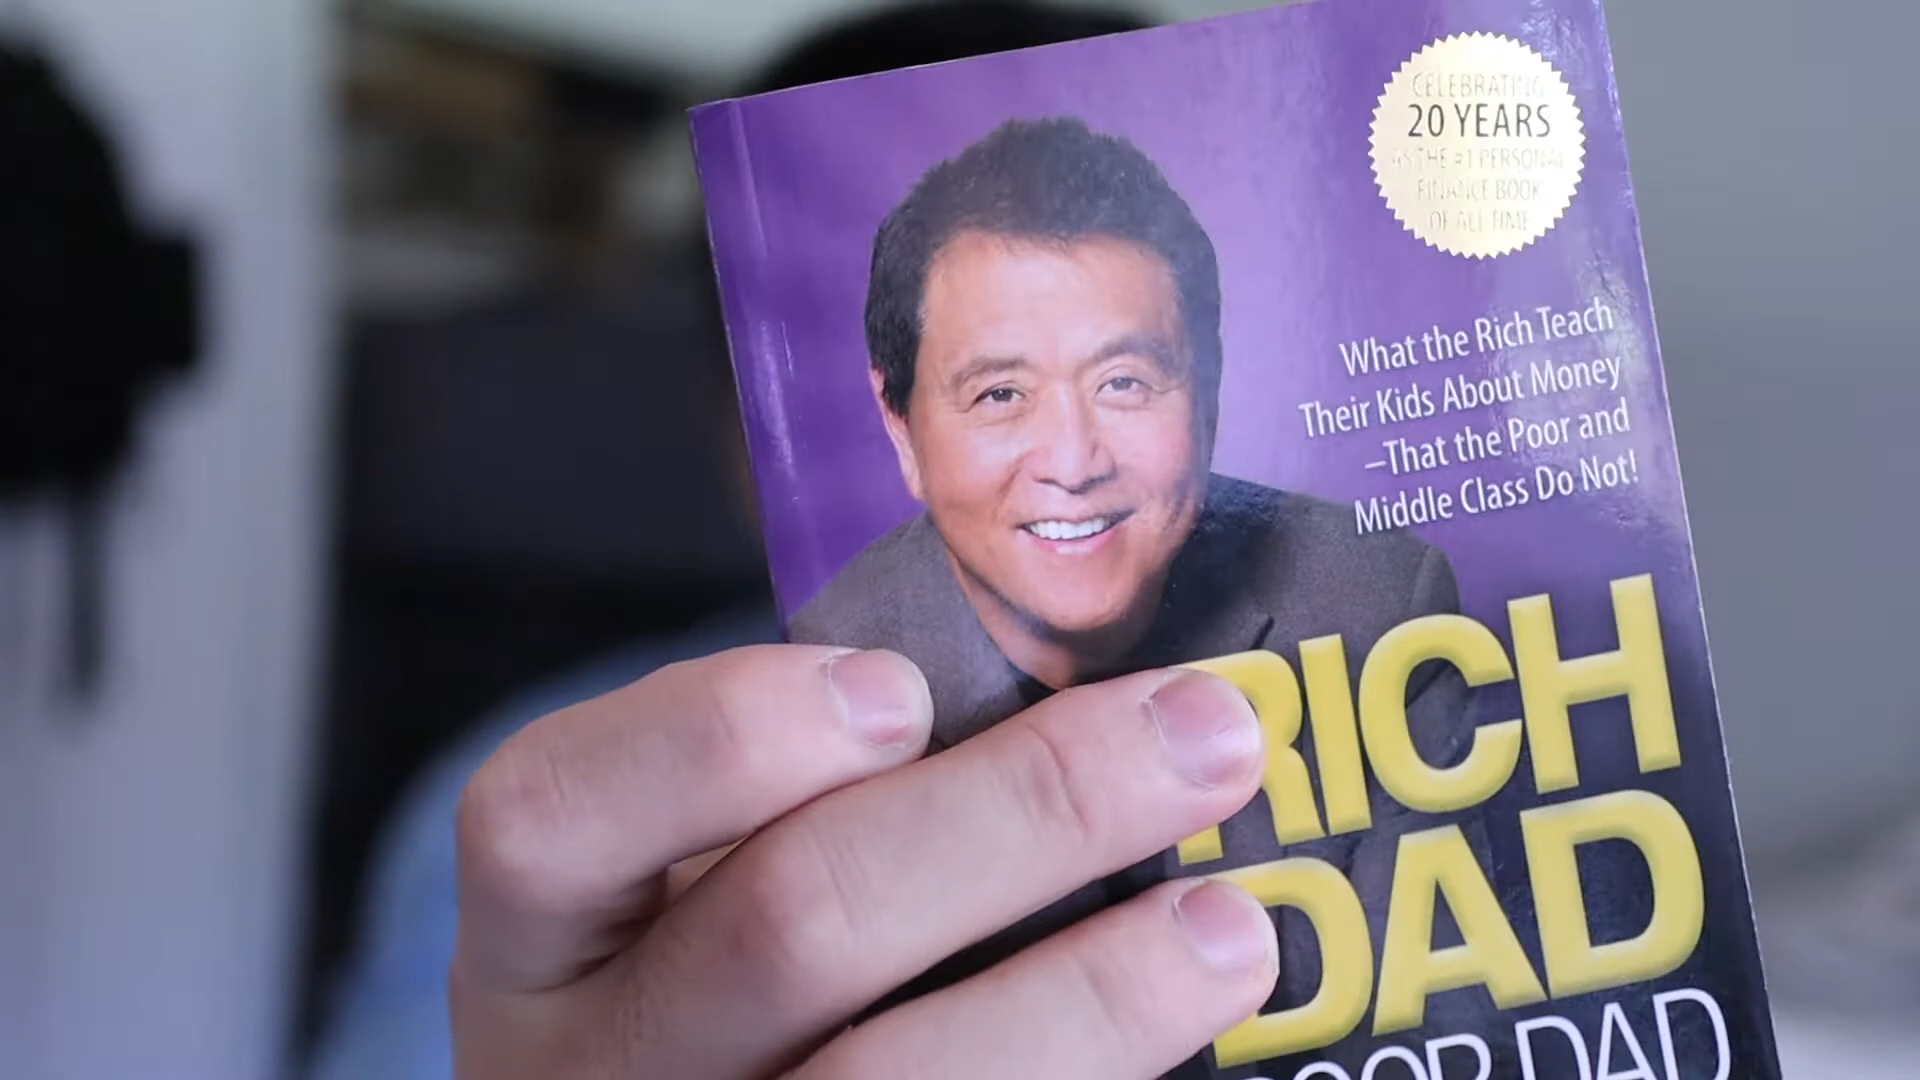 CELEBRATING
20 YEARS
AS THE #1 PERSONAL
FINANCE BOOK
OF ALL TIME
What the Rich Teach
Their Kids About Money
–That the Poor and
Middle Class Do Not!
RICH
DAD
POOR DAD